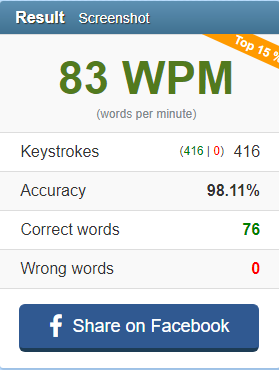 Result Screenshot
Top 15 %
83 WPM
(words per minute)
Keystrokes (416 | 0) 416
Accuracy 98.11%
Correct words 76
Wrong words 0
Share on Facebook